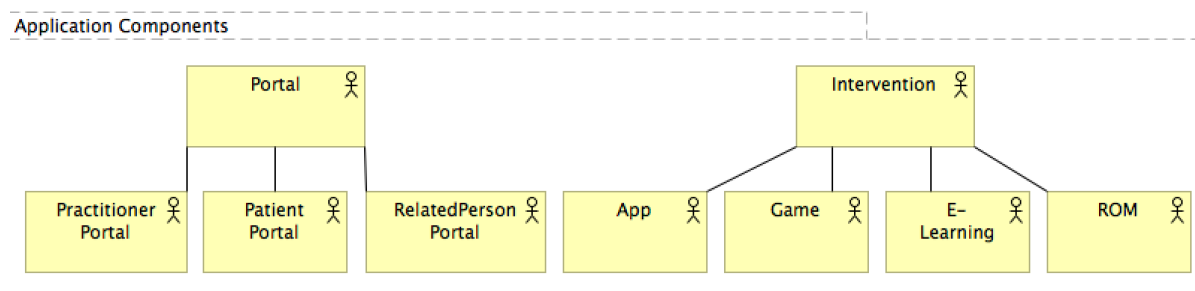 Application Components
Portal
Intervention
Practitioner
Portal
Patient
Portal
RelatedPerson
Portal
App
Game
E-
Learning
ROM